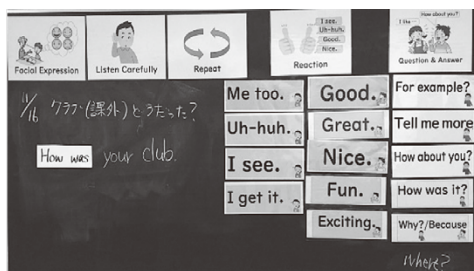 I see.
Uh-huh.
Good.
Nice.
How about you?
I like
Facial Expression
Listen Carefully
Repeat
Reaction
Question & Answer
11/16 クラブ(課外)どうだった?
How was your club.
Me too.
Uh-huh.
I see.
I get it.
Good.
Great.
Nice.
Fun.
Exciting.
For example?
Tell me more
How about you?
How was it?
Why?/Because
Where?